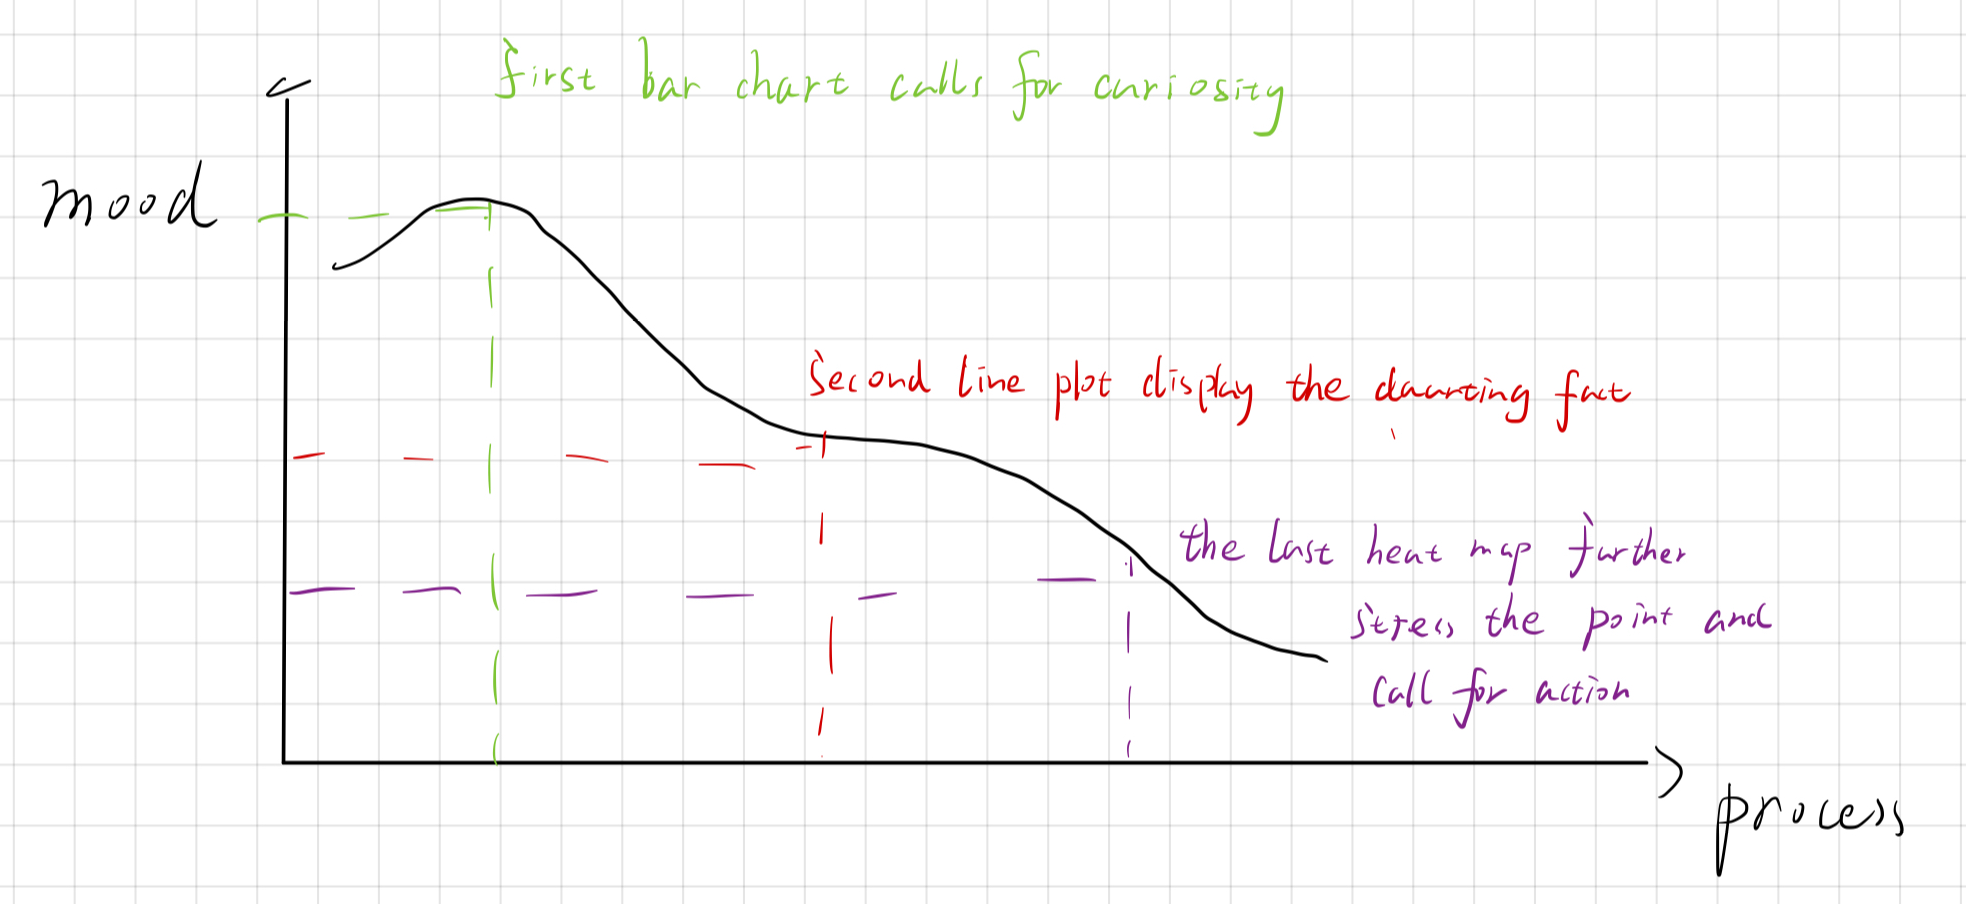 first bar chart calls for curiosity
mood
Second line plot display the daunting fact
the last heat map further
stress the point and
call for action
process